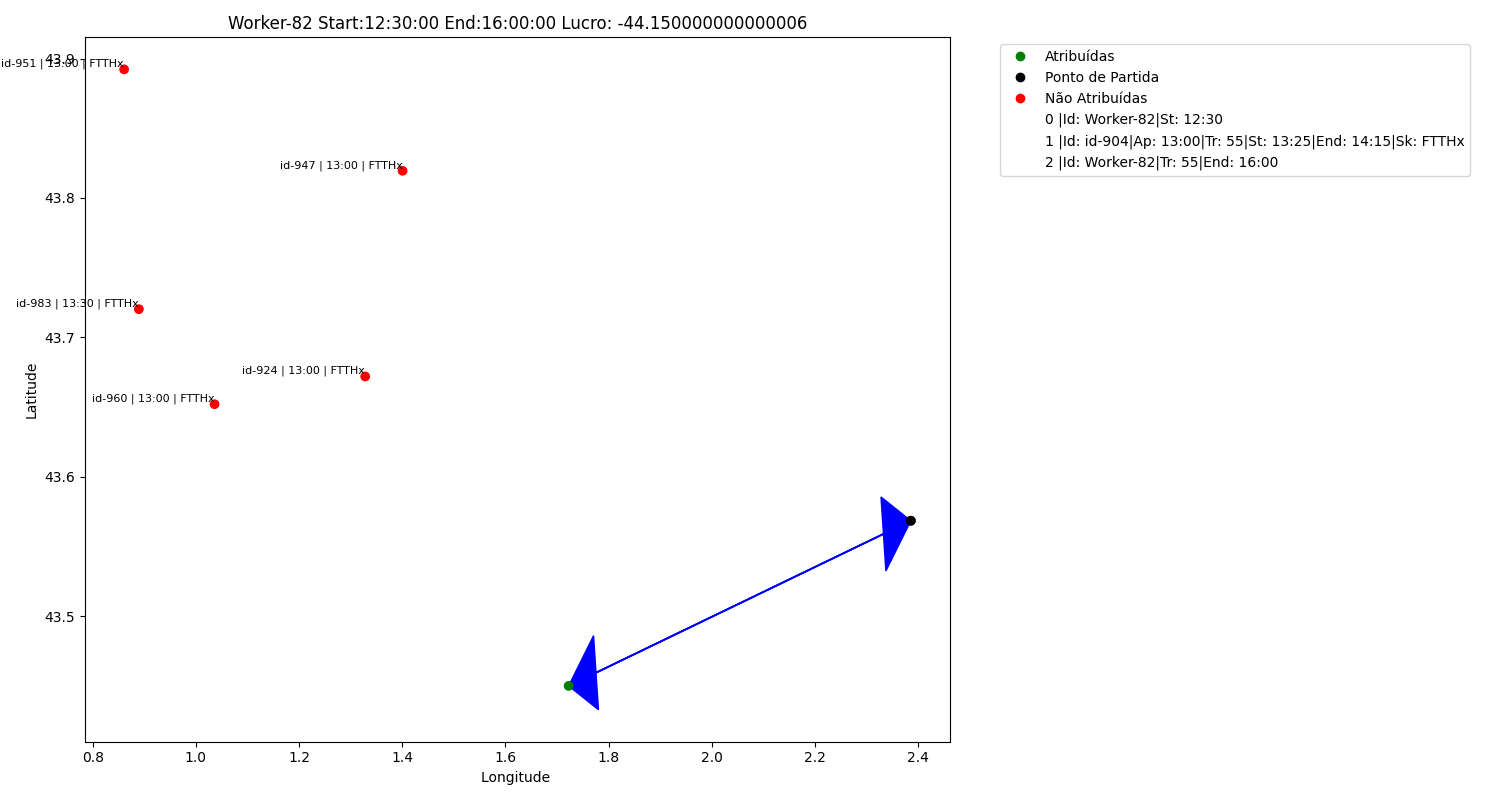 Worker-82 Start:12:30:00 End:16:00:00 Lucro: -44.150000000000006
43.9
id-951 | 13:00 | FTTHx
id-947 | 13:00 | FTTHx
43.8
id-983 | 13:30 | FTTHx
43.7
id-924 | 13:00 | FTTHx
id-960 | 13:00 | FTTHx
Latitude
43.6
43.5
0.8 1.0 1.2 1.4 1.6 1.8 2.0 2.2 2.4
Longitude
Atribuídas
Ponto de Partida
Não Atribuídas
0 |Id: Worker-82|St: 12:30
1 |Id: id-904|Ap: 13:00|Tr: 55|St: 13:25|End: 14:15|Sk: FTTHx
2 |Id: Worker-82|Tr: 55|End: 16:00